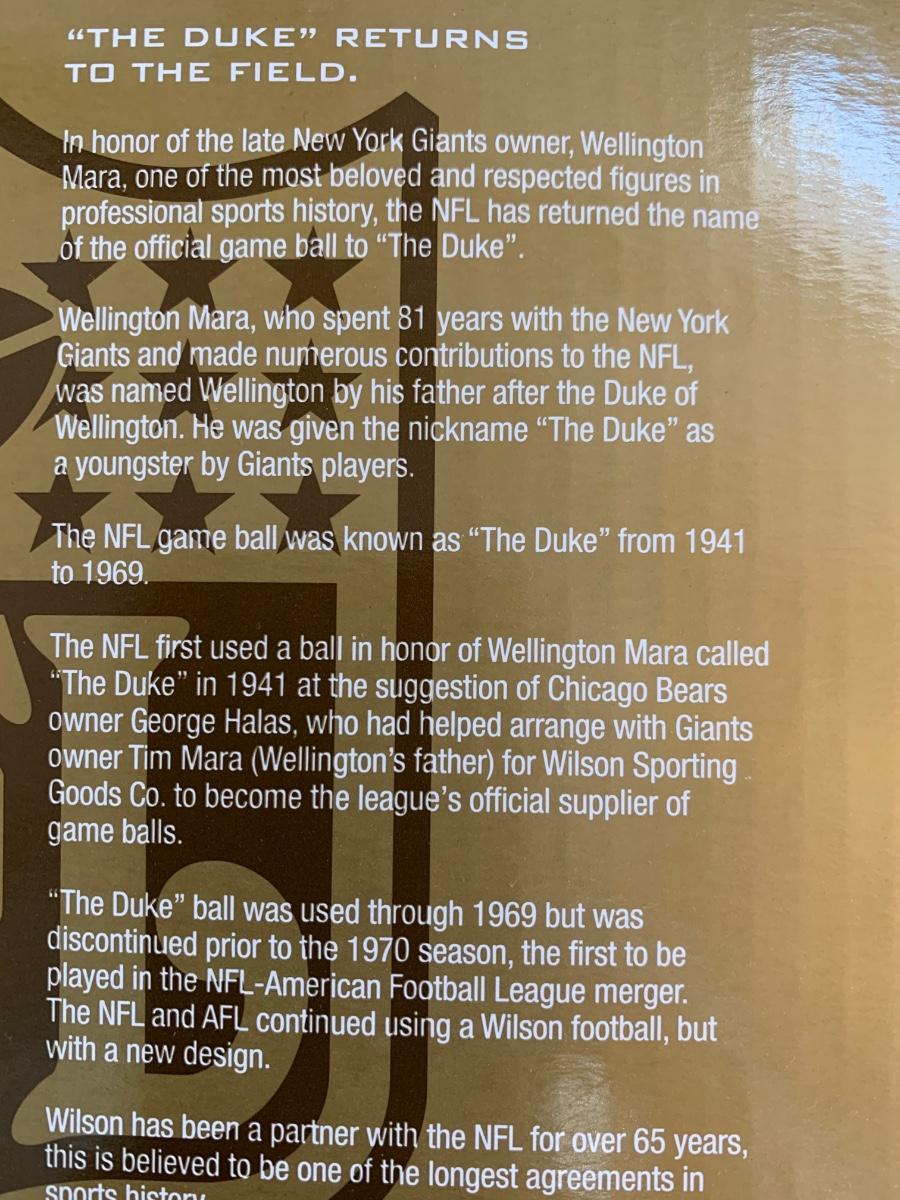 “THE DUKE” RETURNS
TO THE FIELD.
In honor of the late New York Giants owner, Wellington
Mara, one of the most beloved and respected figures in
professional sports history, the NFL has returned the name
of the official game ball to “The Duke”.
Wellington Mara, who spent 81 years with the New York
Giants and made numerous contributions to the NFL,
was named Wellington by his father after the Duke of
Wellington. He was given the nickname “The Duke” as
a youngster by Giants players.
The NFL game ball was known as “The Duke” from 1941
to 1969.
The NFL first used a ball in honor of Wellington Mara called
“The Duke” in 1941 at the suggestion of Chicago Bears
owner George Halas, who had helped arrange with Giants
owner Tim Mara (Wellington’s father) for Wilson Sporting
Goods Co. to become the league’s official supplier of
game balls.
“The Duke” ball was used through 1969 but was
discontinued prior to the 1970 season, the first to be
played in the NFL-American Football League merger.
The NFL and AFL continued using a Wilson football, but
with a new design.
Wilson has been a partner with the NFL for over 65 years,
this is believed to be one of the longest agreements in
sports history.